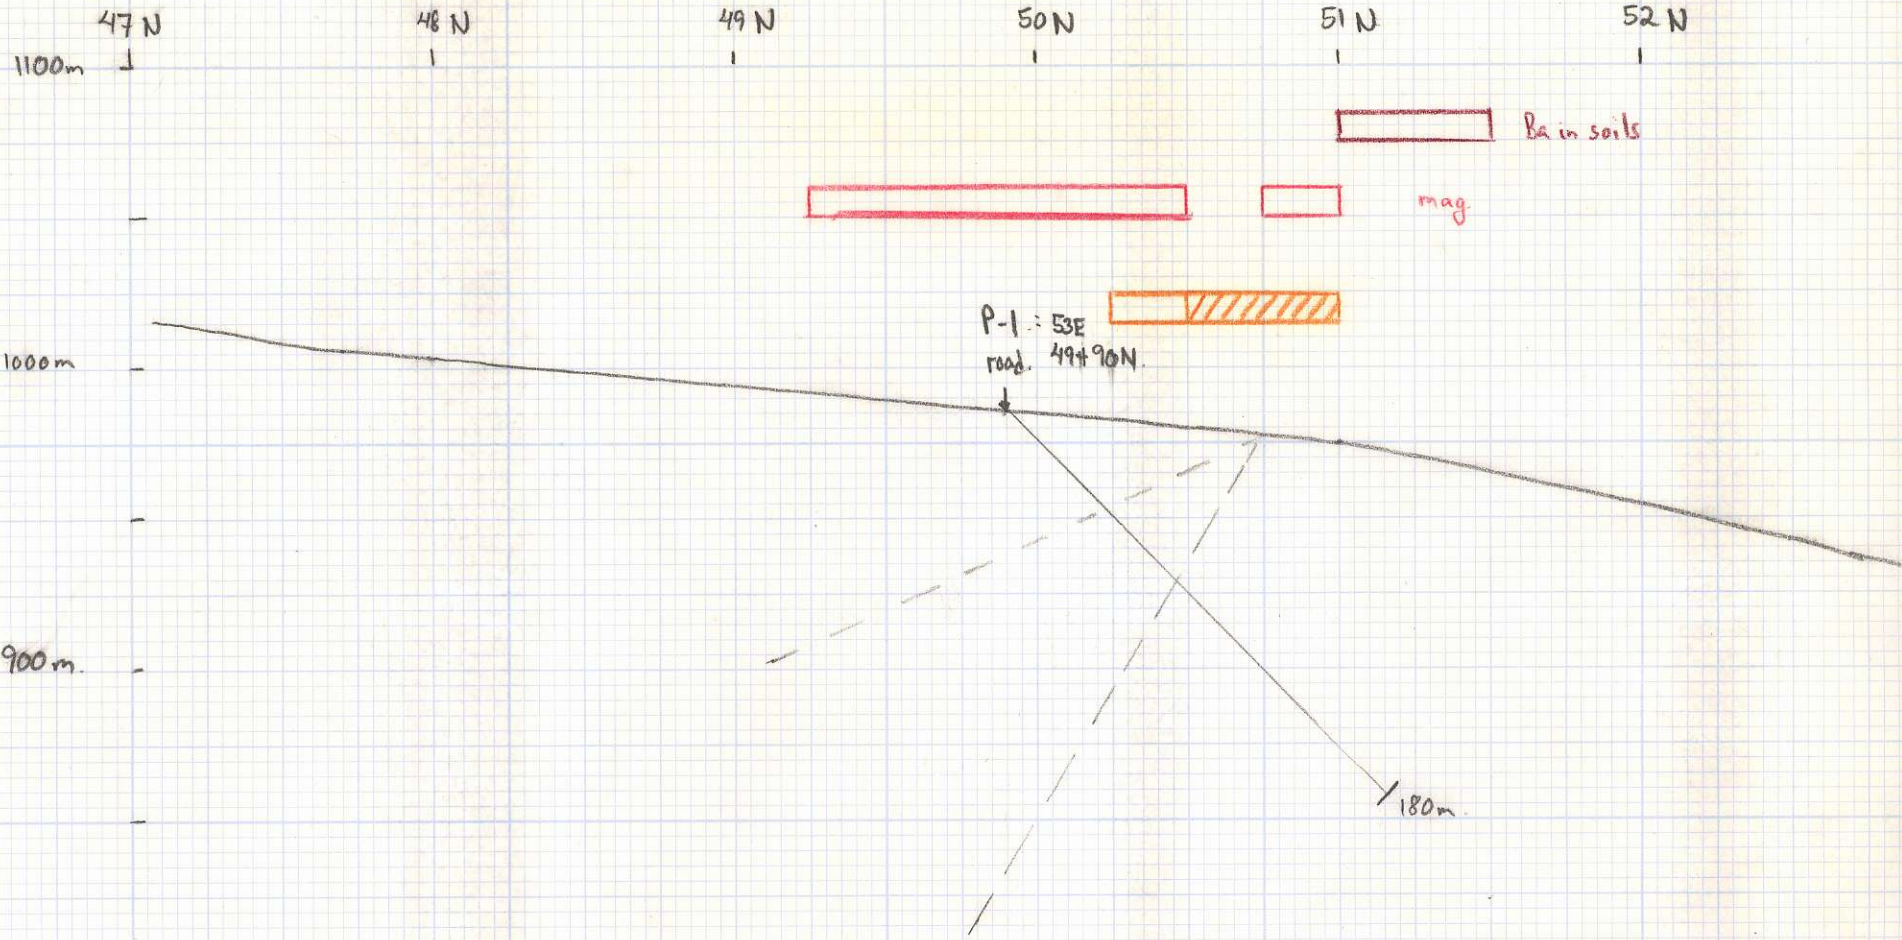 47 N 48 N 49 N 50 N 51 N 52 N
1100m
Ba in soils
mag.
P-1 : 53E
road. 49+90N.
1000m
900m.
180m.